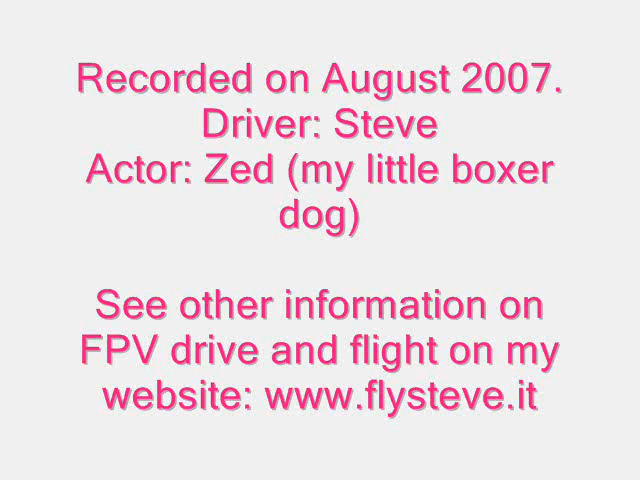 Recorded on August 2007.
Driver: Steve
Actor: Zed (my little boxer
dog)
See other information on
FPV drive and flight on my
website: www.flysteve.it